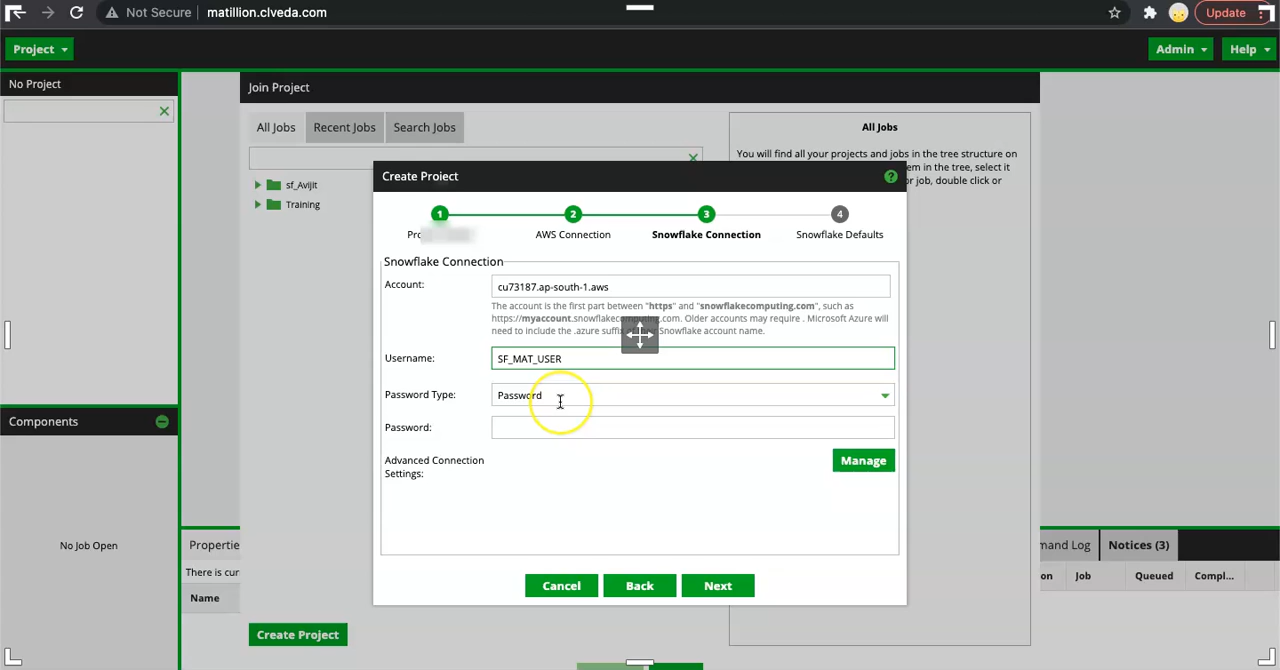 Not Secure
matillion.clveda.com
Update
Project
Admin
Help
No Project
Join Project
All Jobs
Recent Jobs
Search Jobs
All Jobs
You will find all your projects and jobs in the tree structure on
em in the tree, select it
or job, double click or
sf_Avijit
Training
Create Project
1
2
3
4
AWS Connection
Snowflake Connection
Snowflake Defaults
Snowflake Connection
Account:
cu73187.ap-south-1.aws
The account is the first part between "https" and "snowflakecomputing.com", such as
https://myaccount.snowflakecomputing.com. Older accounts may require . Microsoft Azure will
need to include the .azure suffix Snowflake account name.
Username:
SF_MAT_USER
Password Type:
Password
Password:
Advanced Connection
Settings:
Manage
Cancel
Back
Next
Components
No Job Open
Propertie
There is cur
Name
mand Log
Notices (3)
on
Job
Queued
Compl...
Create Project